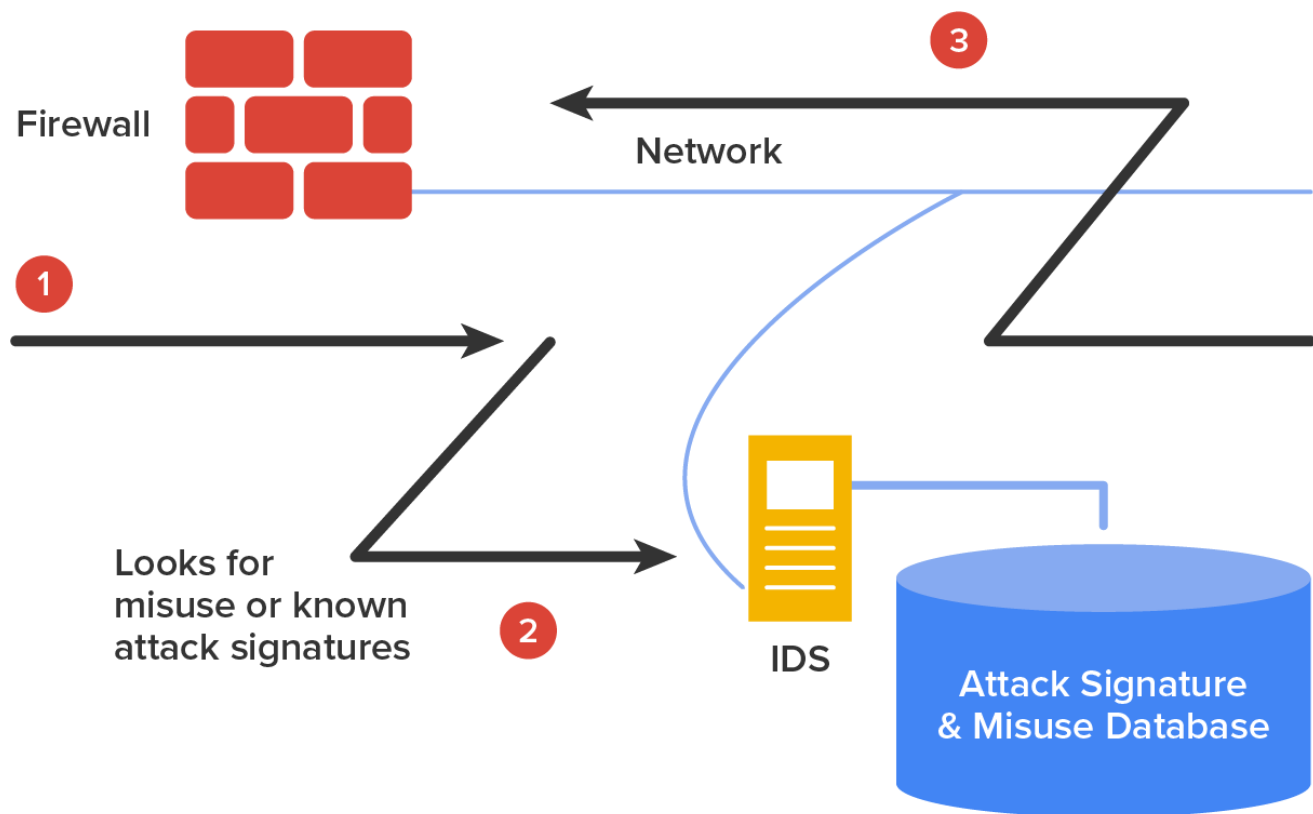 3
Firewall
Network
1
Looks for
misuse or known
attack signatures
2
IDS
Attack Signature
& Misuse Database